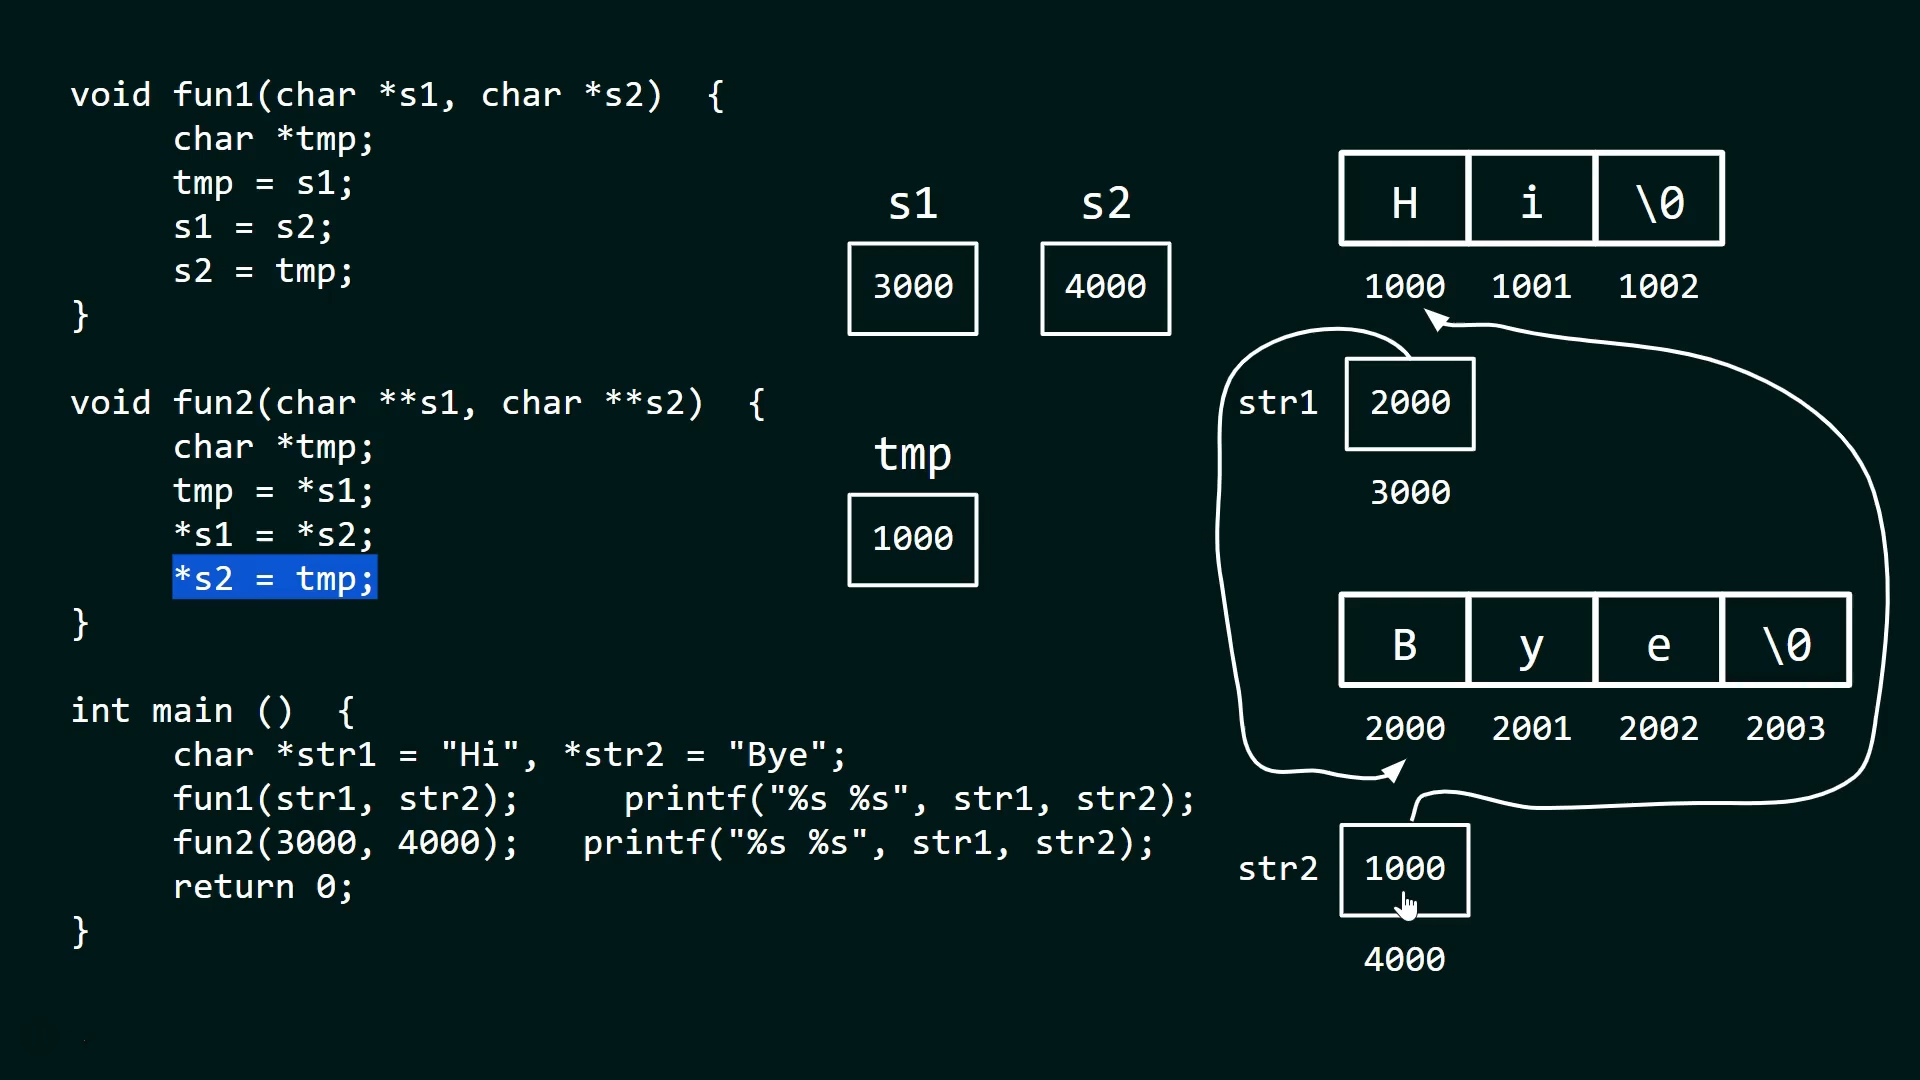 void fun1(char *s1, char *s2)  {
     char *tmp;
     tmp = s1;
     s1 = s2;
     s2 = tmp;
}
void fun2(char **s1, char **s2)  {
     char *tmp;
     tmp = *s1;
     *s1 = *s2;
     *s2 = tmp;
}
int main ()  {
     char *str1 = "Hi", *str2 = "Bye";
     fun1(str1, str2);     printf("%s %s", str1, str2);
     fun2(3000, 4000);   printf("%s %s", str1, str2);
     return 0;
}
s1 s2
3000 4000
tmp
1000
H i \0
1000 1001 1002
str1 2000
3000
B y e \0
2000 2001 2002 2003
str2 1000
4000